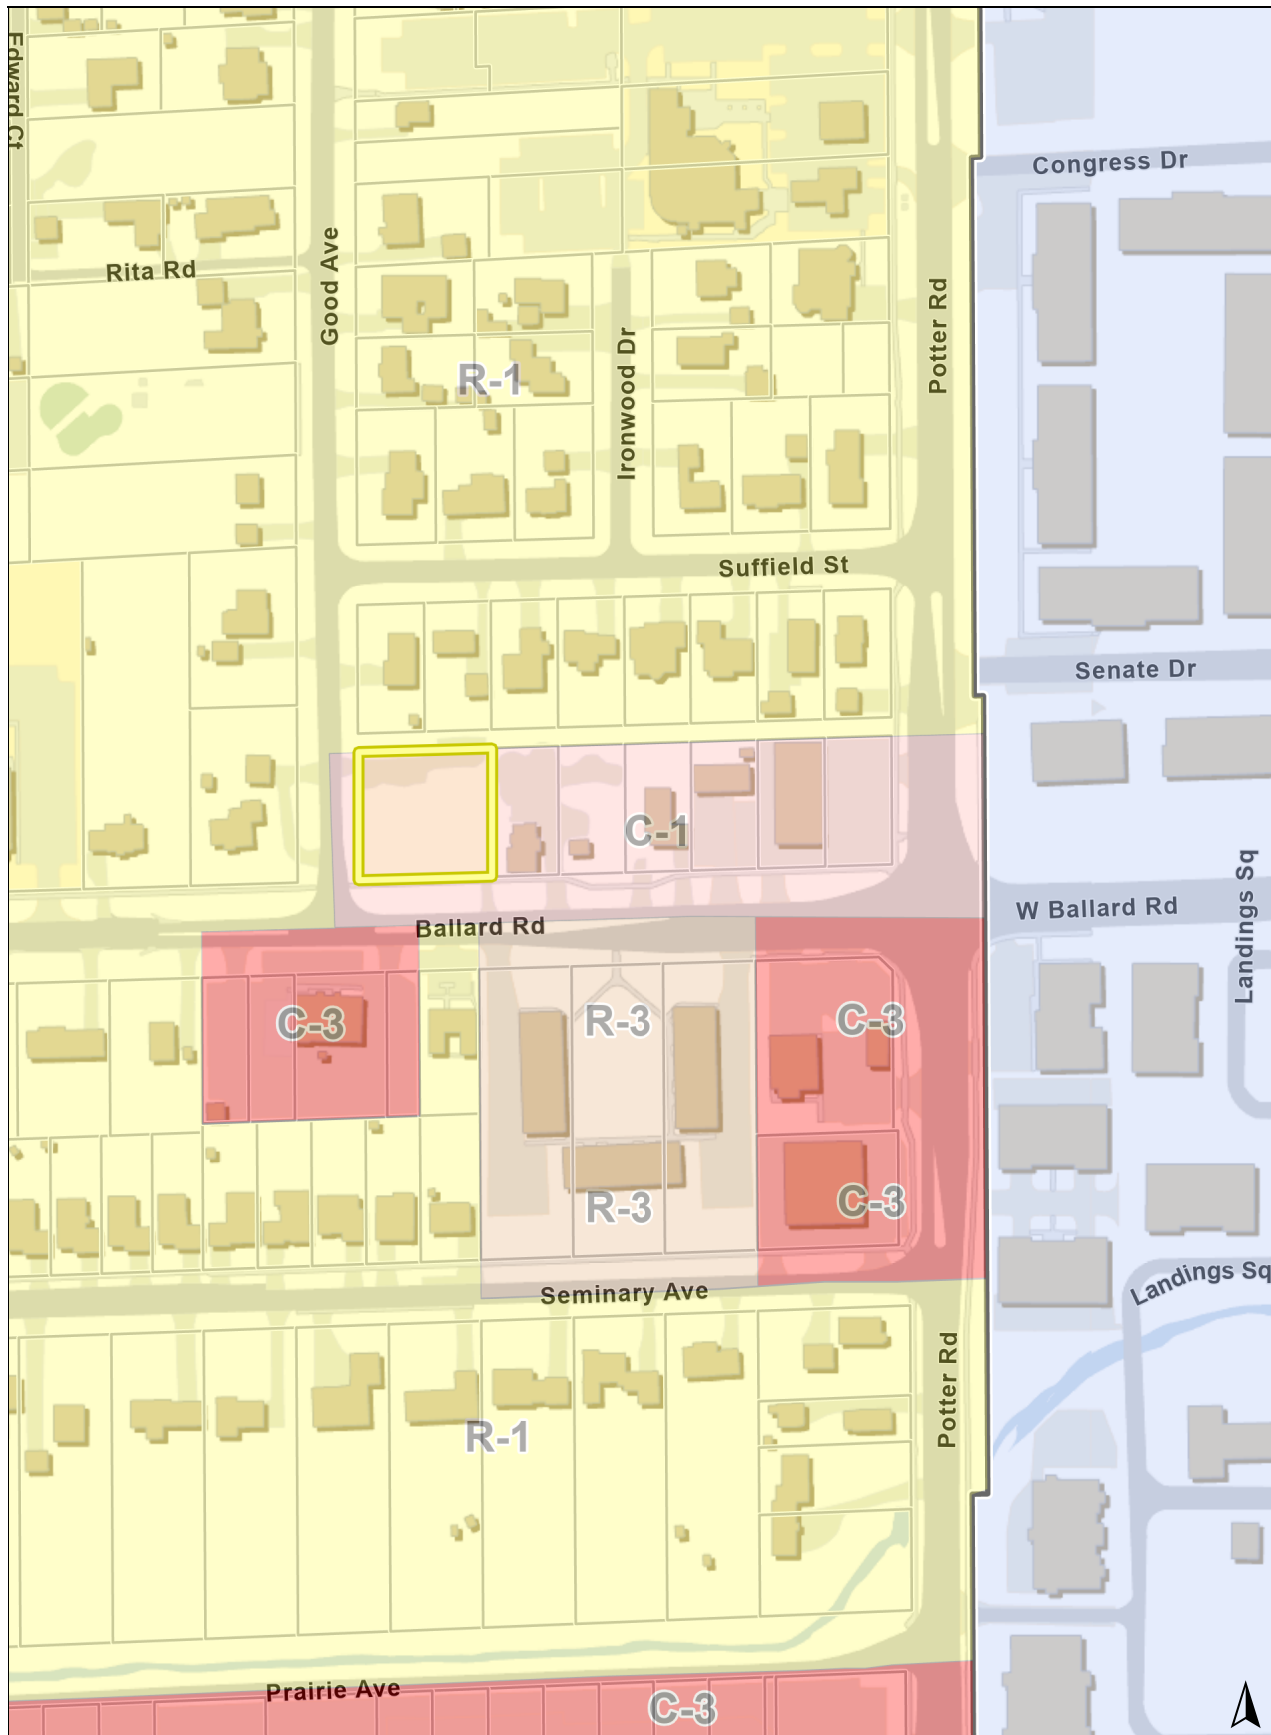 Edward Ct
Congress Dr
Rita Rd
Good Ave
Potter Rd
Ironwood Dr
R-1
Suffield St
Senate Dr
C-1
Landings Sq
W Ballard Rd
Ballard Rd
C-3
R-3
C-3
R-3
C-3
Landings Sq
Seminary Ave
Potter Rd
R-1
Prairie Ave
C-3